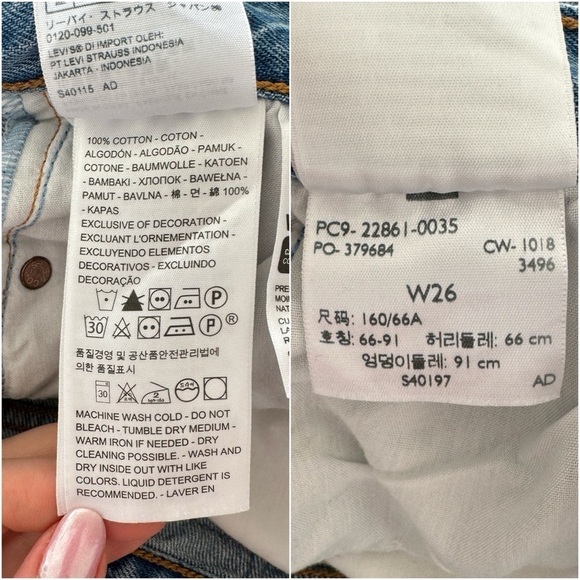 リーバイ・ストラウス ジャパン㈱
0120-099-501
LEVI'S® DI IMPORT OLEH:
PT LEVI STRAUSS INDONESIA
JAKARTA - INDONESIA
S40115 AD
100% COTTON - COTON -
ALGODÓN - ALGODÃO - PAMUK -
COTONE - BAUMWOLLE - KATOEN
- BAMBAKI - ХЛОПОК - BAWEŁNA -
PAMUT - BAVLNA - 棉 - 면 - 綿 100%
- KAPAS
EXCLUSIVE OF DECORATION -
EXCLUANT L'ORNEMENTATION -
EXCLUYENDO ELEMENTOS
DECORATIVOS - EXCLUINDO
DECORAÇÃO
P
30 P ®
품질경영 및 공산품안전관리법에
의한 품질표시
30 2
MACHINE WASH COLD - DO NOT
BLEACH - TUMBLE DRY MEDIUM -
WARM IRON IF NEEDED - DRY
CLEANING POSSIBLE. - WASH AND
DRY INSIDE OUT WITH LIKE
COLORS. LIQUID DETERGENT IS
RECOMMENDED. - LAVER EN
PC9- 22861-0035
PO- 379684 CW- 1018
3496
W26
尺码: 160/66A
호칭: 66-91 허리둘레: 66 cm
엉덩이둘레: 91 cm
S40197 AD